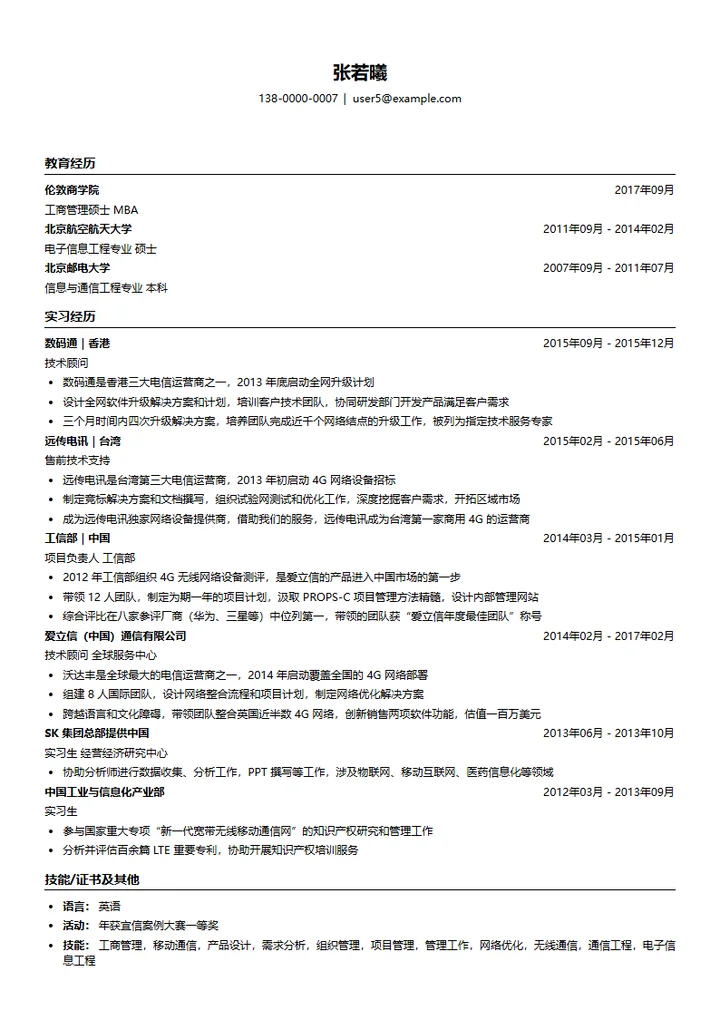 张若曦
138-0000-0007 | user5@example.com
教育经历
伦敦商学院 2017年09月
工商管理硕士 MBA
北京航空航天大学 2011年09月 - 2014年02月
电子信息工程专业 硕士
北京邮电大学 2007年09月 - 2011年07月
信息与通信工程专业 本科
实习经历
数码通 | 香港 2015年09月 - 2015年12月
技术顾问
• 数码通是香港三大电信运营商之一，2013 年底启动全网升级计划
• 设计全网软件升级解决方案和计划，培训客户技术团队，协同研发部门开发产品满足客户需求
• 三个月时间内四次升级解决方案，培养团队完成近千个网络结点的升级工作，被列为指定技术服务专家
远传电讯 | 台湾 2015年02月 - 2015年06月
售前技术支持
• 远传电讯是台湾第三大电信运营商，2013 年初启动 4G 网络设备招标
• 制定竞标解决方案和文档撰写，组织试验网测试和优化工作，深度挖掘客户需求，开拓区域市场
• 成为远传电讯独家网络设备提供商，借助我们的服务，远传电讯成为台湾第一家商用 4G 的运营商
工信部 | 中国 2014年03月 - 2015年01月
项目负责人 工信部
• 2012 年工信部组织 4G 无线网络设备测评，是爱立信的产品进入中国市场的第一步
• 带领 12 人团队，制定为期一年的项目计划，汲取 PROPS-C 项目管理方法精髓，设计内部管理网站
• 综合评比在八家参评厂商（华为、三星等）中位列第一，带领的团队获“爱立信年度最佳团队”称号
爱立信（中国）通信有限公司 2014年02月 - 2017年02月
技术顾问 全球服务中心
• 沃达丰是全球最大的电信运营商之一，2014 年启动覆盖全国的 4G 网络部署
• 组建 8 人国际团队，设计网络整合流程和项目计划，制定网络优化解决方案
• 跨越语言和文化障碍，带领团队整合英国近半数 4G 网络，创新销售两项软件功能，估值一百万美元
SK 集团总部提供中国 2013年06月 - 2013年10月
实习生 经营经济研究中心
• 协助分析师进行数据收集、分析工作，PPT 撰写等工作，涉及物联网、移动互联网、医药信息化等领域
中国工业与信息化产业部 2012年03月 - 2013年09月
实习生
• 参与国家重大专项“新一代宽带无线移动通信网”的知识产权研究和管理工作
• 分析并评估百余篇 LTE 重要专利，协助开展知识产权培训服务
技能/证书及其他
• 语言： 英语
• 活动： 年获宜信案例大赛一等奖
• 技能： 工商管理，移动通信，产品设计，需求分析，组织管理，项目管理，管理工作，网络优化，无线通信，通信工程，电子信
息工程